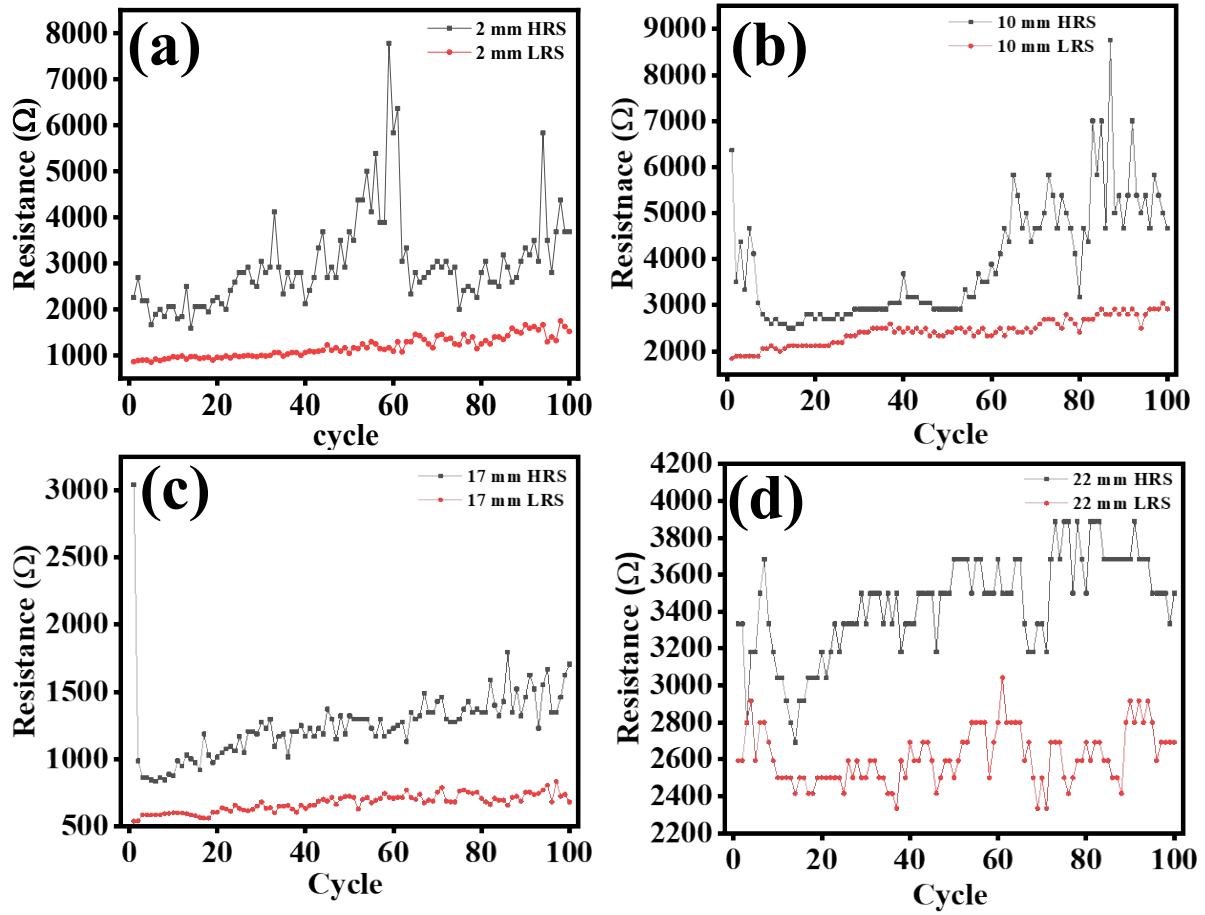 (a)
2 mm HRS
2 mm LRS
Resistance (Ω)
8000
7000
6000
5000
4000
3000
2000
1000
0 20 40 60 80 100
cycle
(b)
10 mm HRS
10 mm LRS
Resistnace (Ω)
9000
8000
7000
6000
5000
4000
3000
2000
0 20 40 60 80 100
Cycle
(c)
17 mm HRS
17 mm LRS
Resistance (Ω)
3000
2500
2000
1500
1000
500
0 20 40 60 80 100
Cycle
(d)
22 mm HRS
22 mm LRS
Resistance (Ω)
4200
4000
3800
3600
3400
3200
3000
2800
2600
2400
2200
0 20 40 60 80 100
Cycle